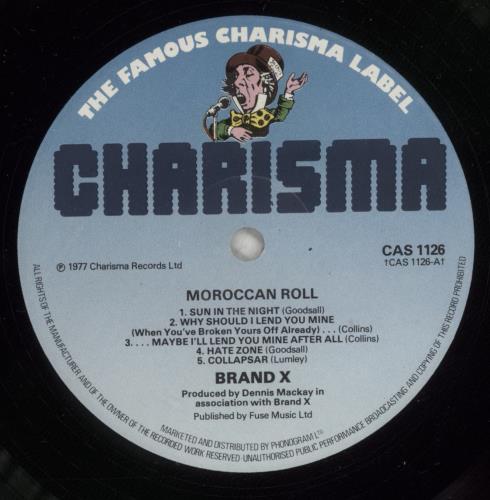 THE FAMOUS CHARISMA LABEL
CHARISMA
℗ 1977 Charisma Records Ltd
CAS 1126
†CAS 1126-A†
MOROCCAN ROLL
1. SUN IN THE NIGHT (Goodsall)
2. WHY SHOULD I LEND YOU MINE
(When You've Broken Yours Off Already) . . . (Collins)
3. . . . MAYBE I'LL LEND YOU MINE AFTER ALL (Collins)
4. HATE ZONE (Goodsall)
5. COLLAPSAR (Lumley)
BRAND X
Produced by Dennis Mackay in
association with Brand X
Published by Fuse Music Ltd
MARKETED AND DISTRIBUTED BY PHONOGRAM LTD
ALL RIGHTS OF THE MANUFACTURER AND OF THE OWNER OF THE RECORDED WORK RESERVED·UNAUTHORISED PUBLIC PERFORMANCE BROADCASTING AND COPYING OF THIS RECORD PROHIBITED